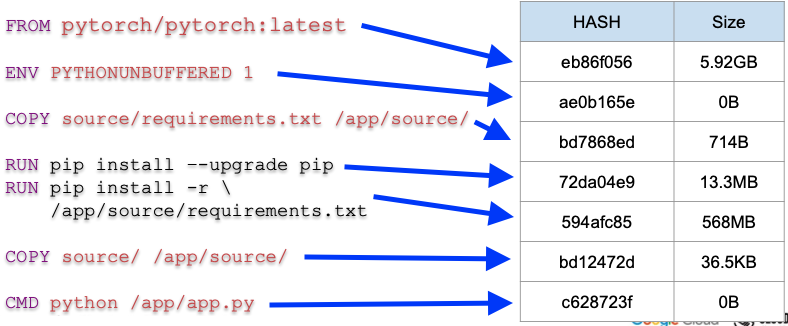 FROM pytorch/pytorch:latest
ENV PYTHONUNBUFFERED 1
COPY source/requirements.txt /app/source/
RUN pip install --upgrade pip
RUN pip install -r \
/app/source/requirements.txt
COPY source/ /app/source/
CMD python /app/app.py
HASH Size
eb86f056 5.92GB
ae0b165e 0B
bd7868ed 714B
72da04e9 13.3MB
594afc85 568MB
bd12472d 36.5KB
c628723f 0B
Google Cloud